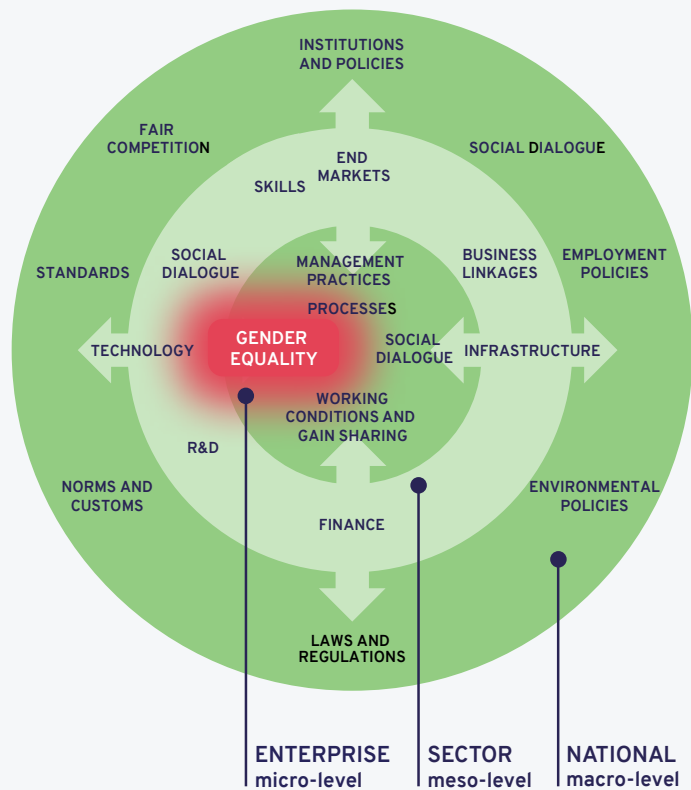 INSTITUTIONS
AND POLICIES
FAIR
COMPETITION
SOCIAL DIALOGUE
END
MARKETS
SKILLS
STANDARDS
SOCIAL
DIALOGUE
MANAGEMENT
PRACTICES
BUSINESS
LINKAGES
EMPLOYMENT
POLICIES
PROCESSES
TECHNOLOGY
GENDER
EQUALITY
SOCIAL
DIALOGUE
INFRASTRUCTURE
WORKING
CONDITIONS AND
GAIN SHARING
R&D
NORMS AND
CUSTOMS
ENVIRONMENTAL
POLICIES
FINANCE
LAWS AND
REGULATIONS
ENTERPRISE
micro-level
SECTOR
meso-level
NATIONAL
macro-level